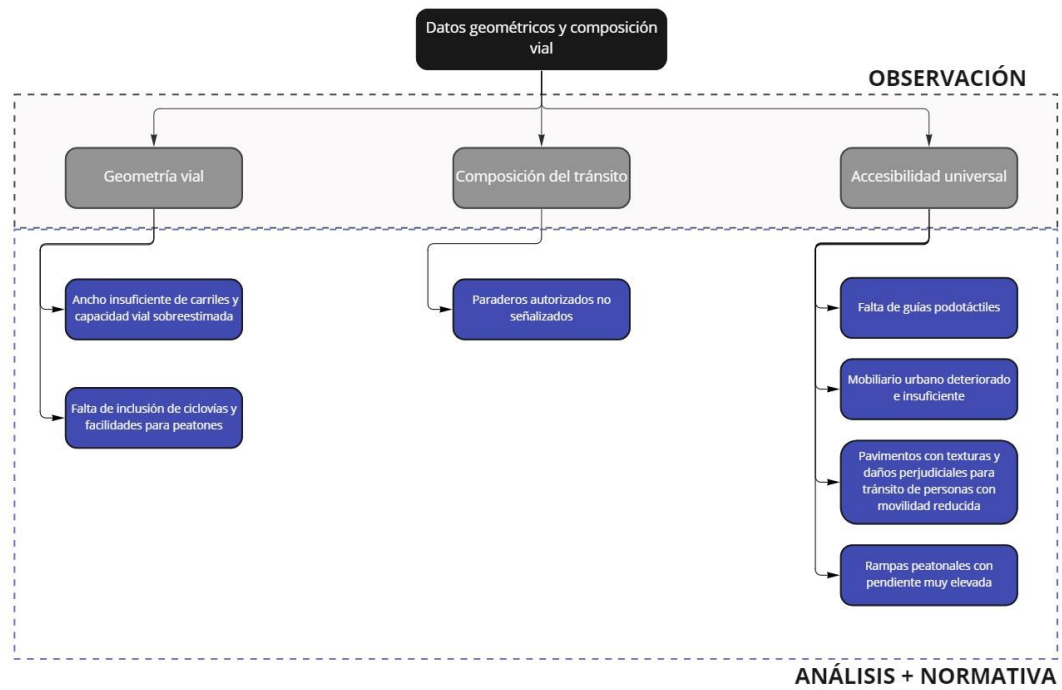 Datos geométricos y composición
vial
OBSERVACIÓN
Geometría vial
Composición del tránsito
Accesibilidad universal
Ancho insuficiente de carriles y
capacidad vial sobreestimada
Paraderos autorizados no
señalizados
Falta de guías podotáctiles
Falta de inclusión de ciclovías y
facilidades para peatones
Mobiliario urbano deteriorado
e insuficiente
Pavimentos con texturas y
daños perjudiciales para
tránsito de personas con
movilidad reducida
Rampas peatonales con
pendiente muy elevada
ANÁLISIS + NORMATIVA